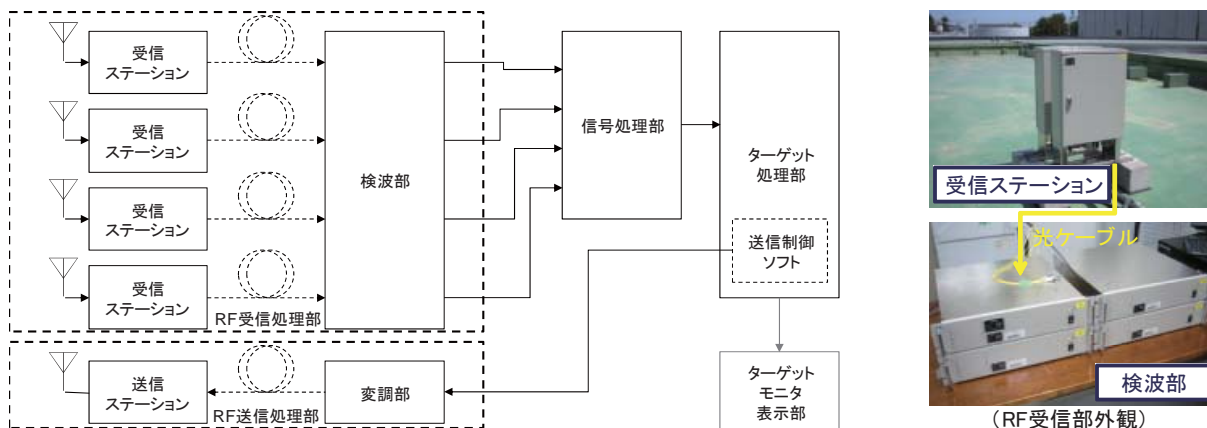 受信
ステーション
受信
ステーション
受信
ステーション
受信
ステーション
検波部
RF受信処理部
送信
ステーション
変調部
RF送信処理部
信号処理部
ターゲット
処理部
送信制御
ソフト
ターゲット
モニタ
表示部
受信ステーション
光ケーブル
検波部
(RF受信部外観)